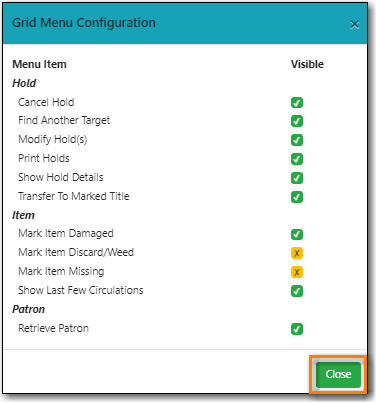 Grid Menu Configuration ×
Menu Item Visible
Hold
Cancel Hold
Find Another Target
Modify Hold(s)
Print Holds
Show Hold Details
Transfer To Marked Title
Item
Mark Item Damaged
Mark Item Discard/Weed X
Mark Item Missing X
Show Last Few Circulations
Patron
Retrieve Patron
Close